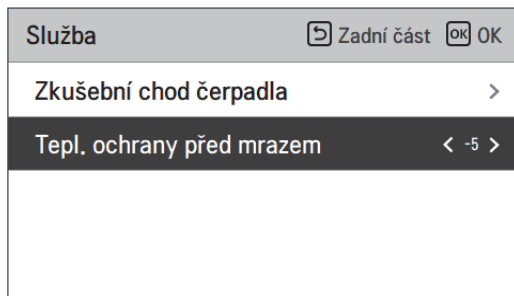 Služba Zadní část OK OK
Zkušební chod čerpadla >
Tepl. ochrany před mrazem < -5 >